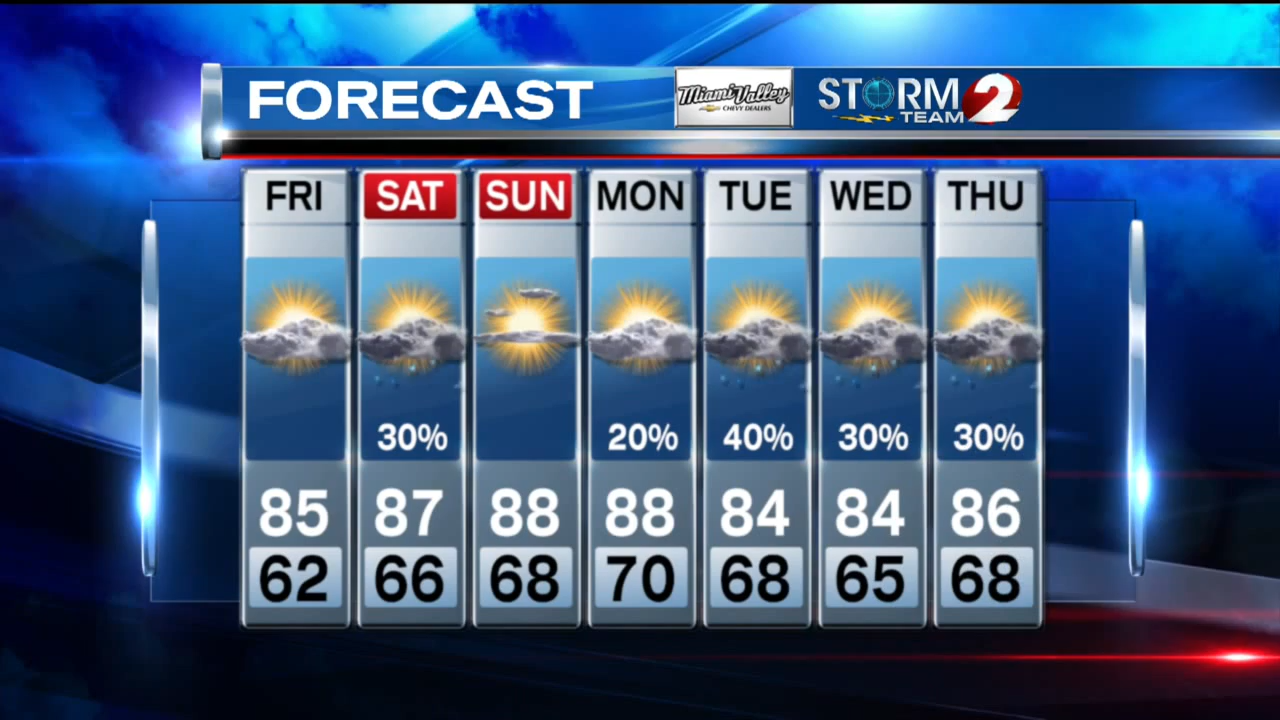 FORECAST
Miami Valley
CHEVY DEALERS
STORM
TEAM 2
FRI SAT SUN MON TUE WED THU
30% 20% 40% 30% 30%
85 87 88 88 84 84 86
62 66 68 70 68 65 68